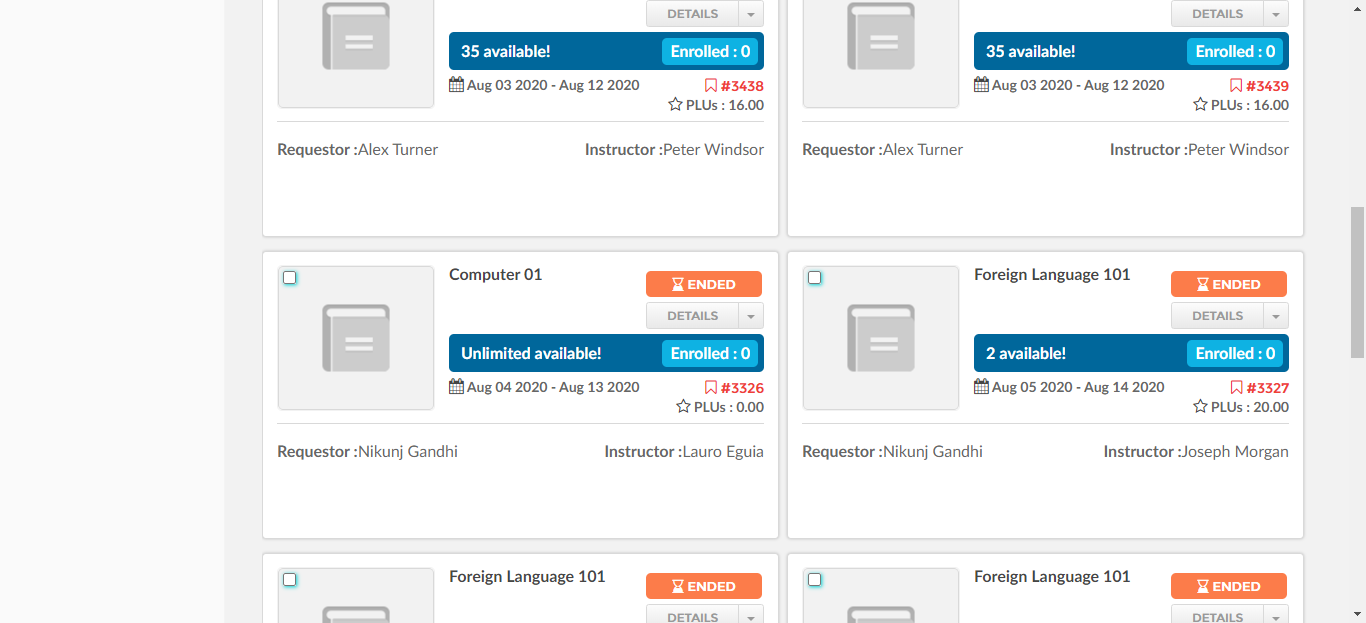 DETAILS
35 available! Enrolled : 0
Aug 03 2020 - Aug 12 2020 #3438
PLUs : 16.00
Requestor :Alex Turner Instructor :Peter Windsor
DETAILS
35 available! Enrolled : 0
Aug 03 2020 - Aug 12 2020 #3439
PLUs : 16.00
Requestor :Alex Turner Instructor :Peter Windsor
Computer 01 ENDED
DETAILS
Unlimited available! Enrolled : 0
Aug 04 2020 - Aug 13 2020 #3326
PLUs : 0.00
Requestor :Nikunj Gandhi Instructor :Lauro Eguia
Foreign Language 101 ENDED
DETAILS
2 available! Enrolled : 0
Aug 05 2020 - Aug 14 2020 #3327
PLUs : 20.00
Requestor :Nikunj Gandhi Instructor :Joseph Morgan
Foreign Language 101 ENDED
DETAILS
Foreign Language 101 ENDED
DETAILS